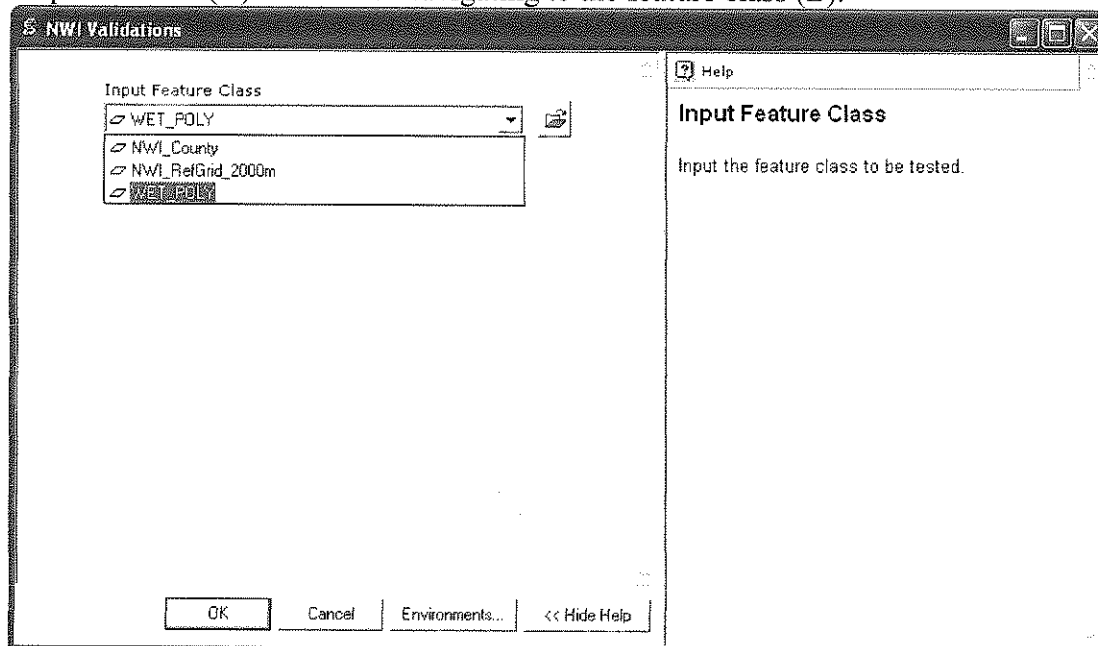 NWI Validations
Input Feature Class
WET_POLY
NWI_County
NWI_RefGrid_2000m
WET_POLY
OK
Cancel
Environments...
<< Hide Help
Help
Input Feature Class
Input the feature class to be tested.